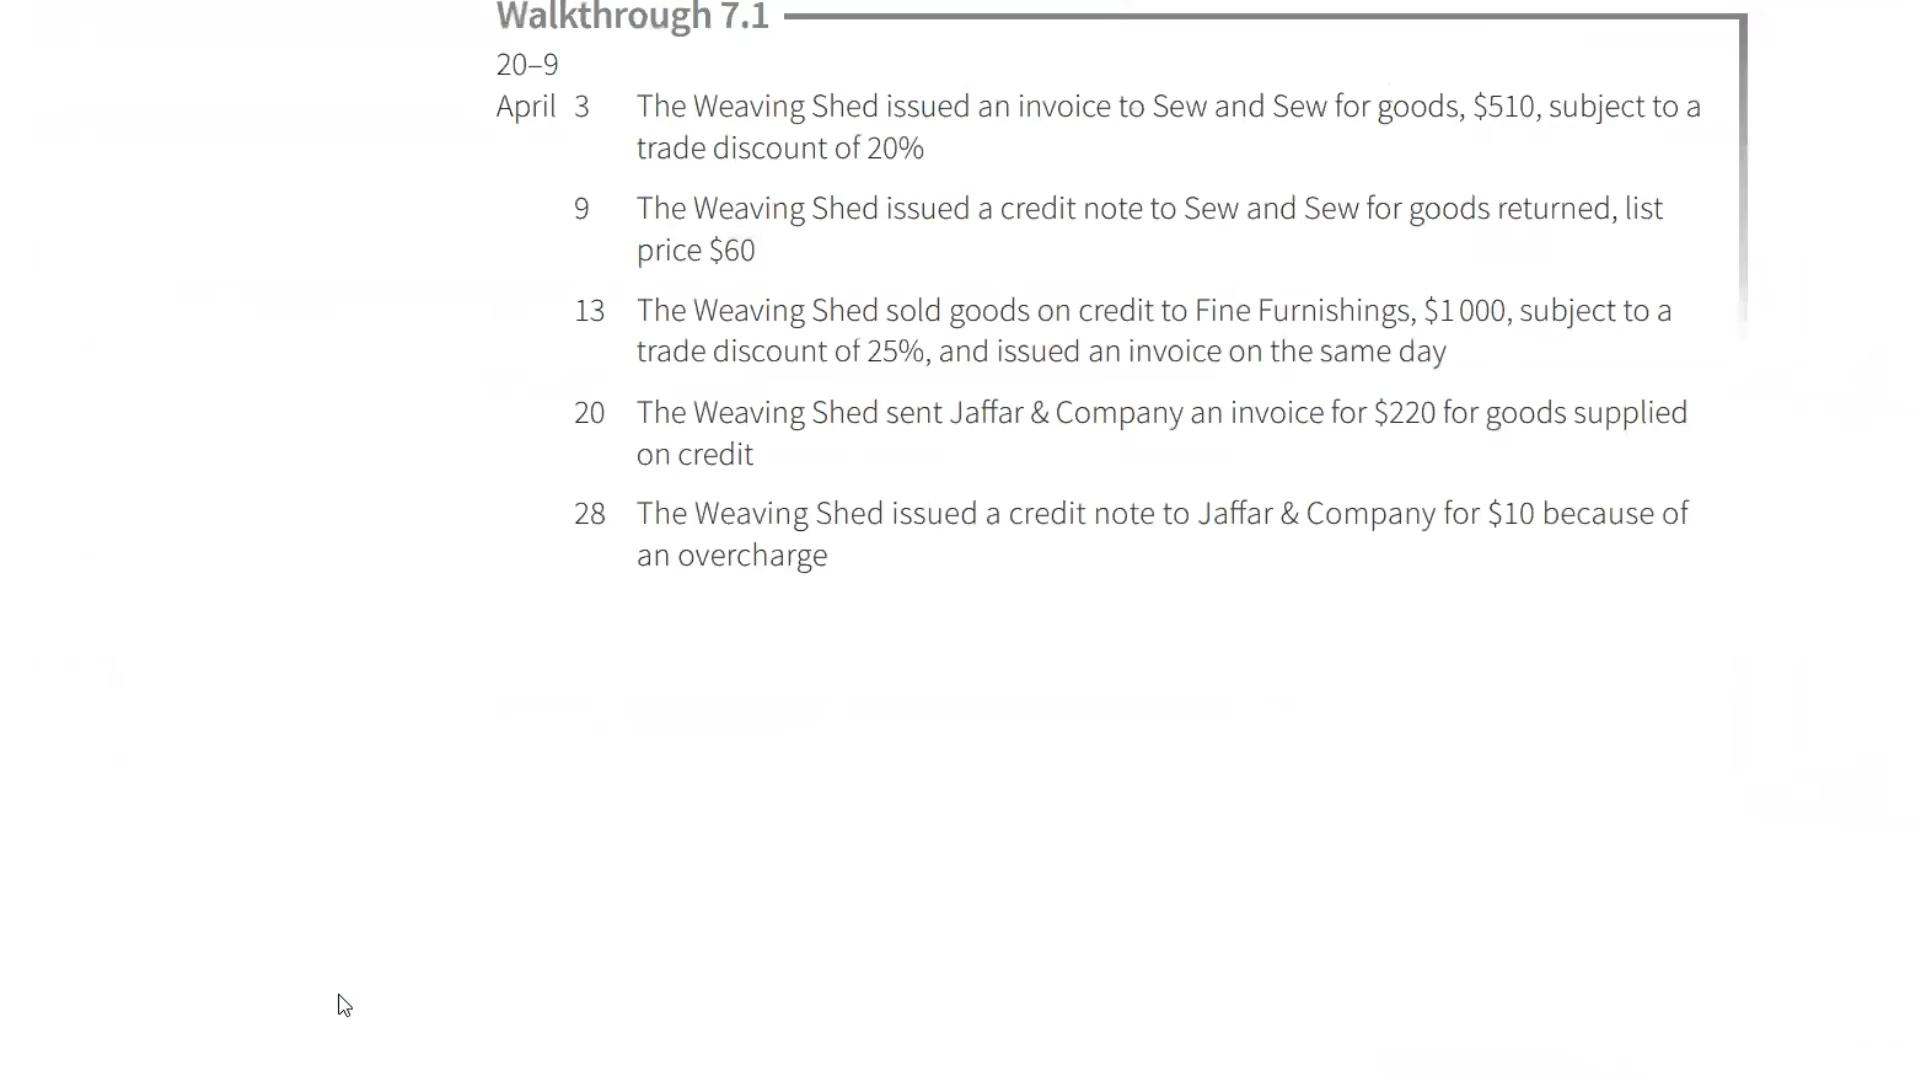 Walkthrough 7.1
20–9
April 3 The Weaving Shed issued an invoice to Sew and Sew for goods, $510, subject to a
trade discount of 20%
9 The Weaving Shed issued a credit note to Sew and Sew for goods returned, list
price $60
13 The Weaving Shed sold goods on credit to Fine Furnishings, $1 000, subject to a
trade discount of 25%, and issued an invoice on the same day
20 The Weaving Shed sent Jaffar & Company an invoice for $220 for goods supplied
on credit
28 The Weaving Shed issued a credit note to Jaffar & Company for $10 because of
an overcharge